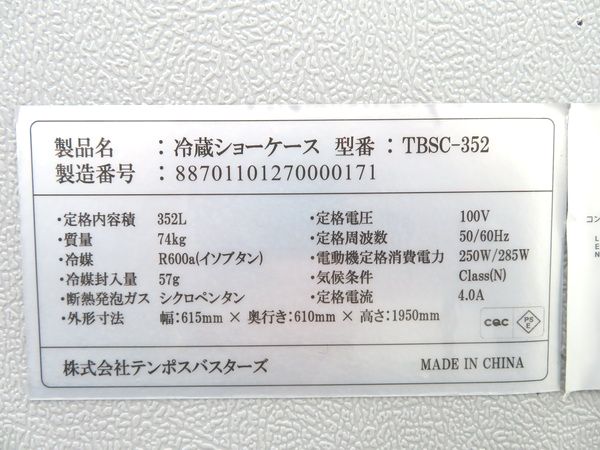 製品名 : 冷蔵ショーケース 型番 : TBSC-352
製造番号 : 88701101270000171
・定格内容積 352L
・質量 74kg
・冷媒 R600a(イソブタン)
・冷媒封入量 57g
・断熱発泡ガス シクロペンタン
・外形寸法 幅:615mm × 奥行き:610mm × 高さ:1950mm
・定格電圧 100V
・定格周波数 50/60Hz
・電動機定格消費電力 250W/285W
・気候条件 Class(N)
・定格電流 4.0A
cqc
PS
E
株式会社テンポスバスターズ MADE IN CHINA
コン
L
E
N